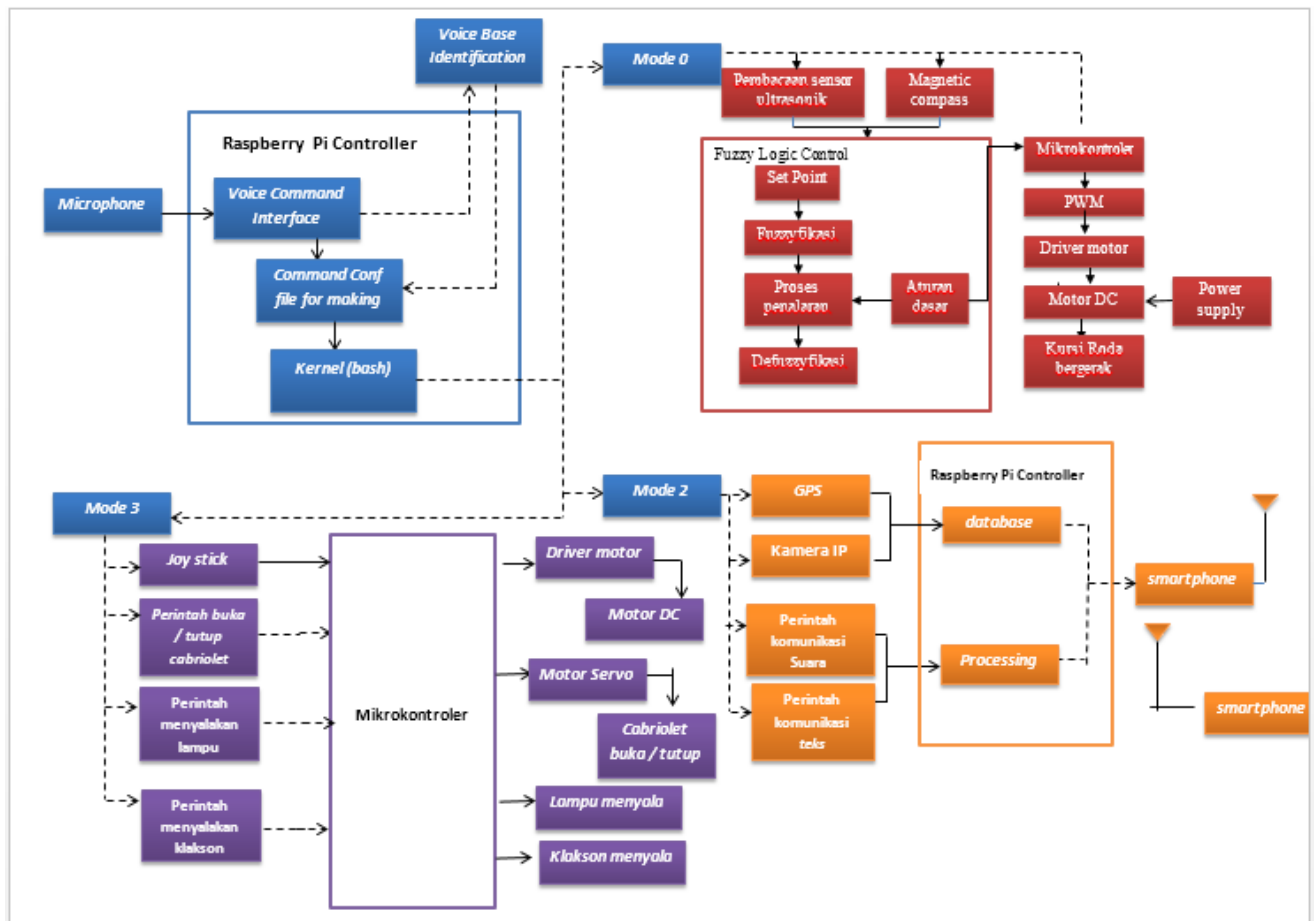 Voice Base
Identification
Raspberry Pi Controller
Microphone
Voice Command
Interface
Command Conf
file for making
Kernel (bash)
Mode 0
Pembacaan sensor
ultrasonik
Magnetic
compass
Fuzzy Logic Control
Set Point
Fuzzyfikasi
Proses
penalaran
Aturan
dasar
Defuzzyfikasi
Mikrokontroler
PWM
Driver motor
Motor DC
Power
supply
Kursi Roda
bergerak
Mode 3
Joy stick
Perintah buka
/ tutup
cabriolet
Perintah
menyalakan
lampu
Perintah
menyalakan
klakson
Mikrokontroler
Driver motor
Motor DC
Motor Servo
Cabriolet
buka / tutup
Lampu menyala
Klakson menyala
Mode 2
GPS
Kamera IP
Perintah
komunikasi
Suara
Perintah
komunikasi
teks
Raspberry Pi Controller
database
Processing
smartphone
smartphone